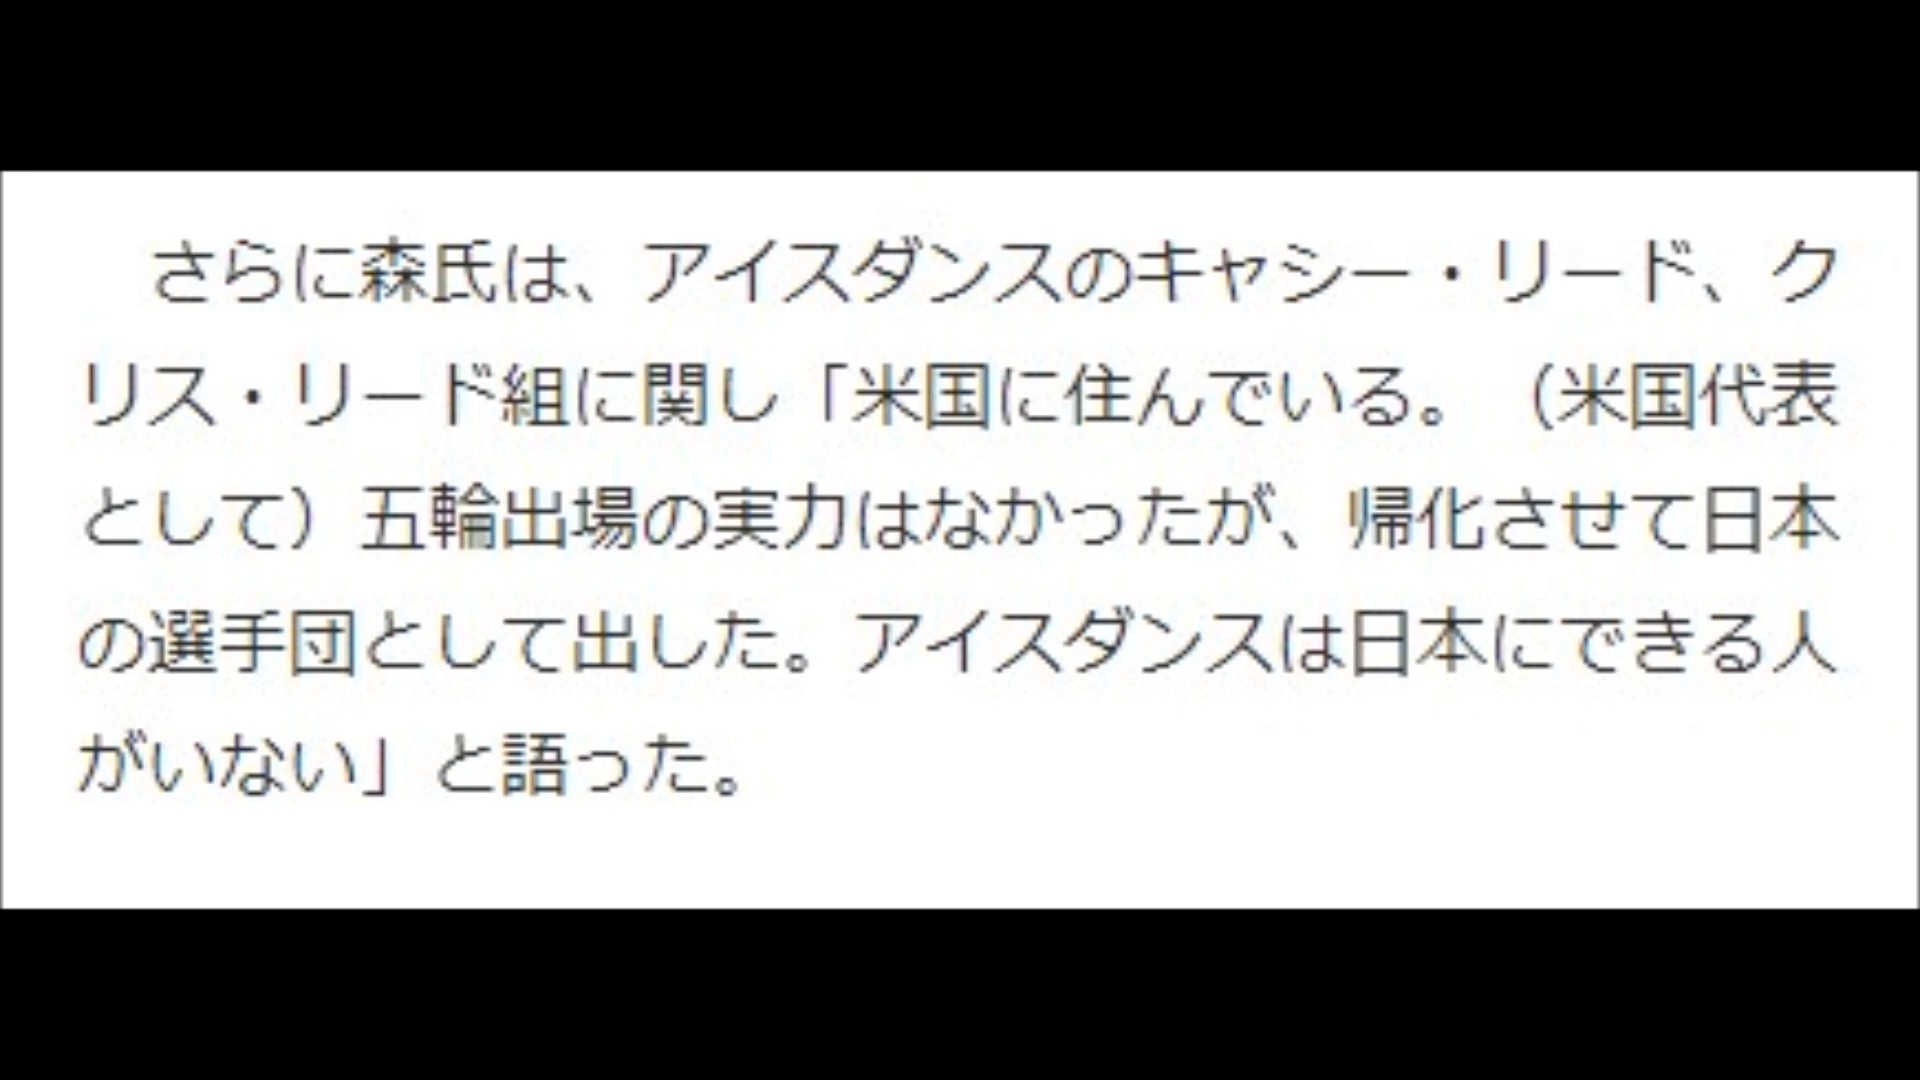 さらに森氏は、アイスダンスのキャシー・リード、ク
リス・リード組に関し「米国に住んでいる。（米国代表
として）五輪出場の実力はなかったが、帰化させて日本
の選手団として出した。アイスダンスは日本にできる人
がいない」と語った。